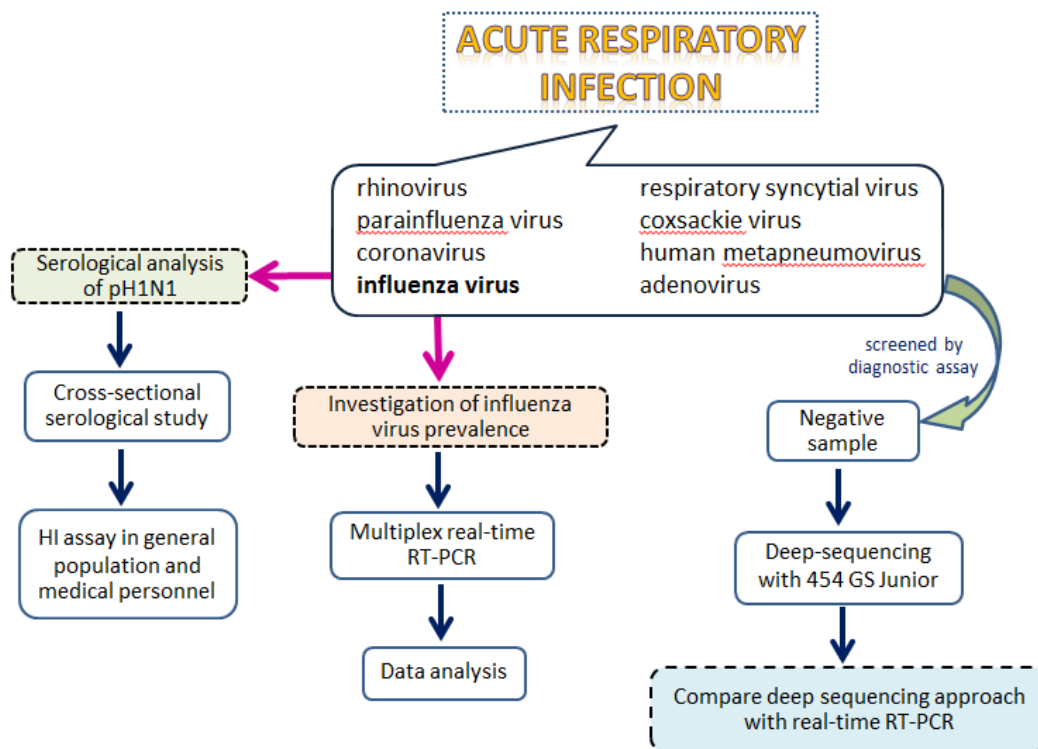 ACUTE RESPIRATORY
INFECTION
rhinovirus
parainfluenza virus
coronavirus
influenza virus
respiratory syncytial virus
coxsackie virus
human metapneumovirus
adenovirus
Serological analysis
of pH1N1
Cross-sectional
serological study
HI assay in general
population and
medical personnel
Investigation of influenza
virus prevalence
Multiplex real-time
RT-PCR
Data analysis
screened by
diagnostic assay
Negative
sample
Deep-sequencing
with 454 GS Junior
Compare deep sequencing approach
with real-time RT-PCR